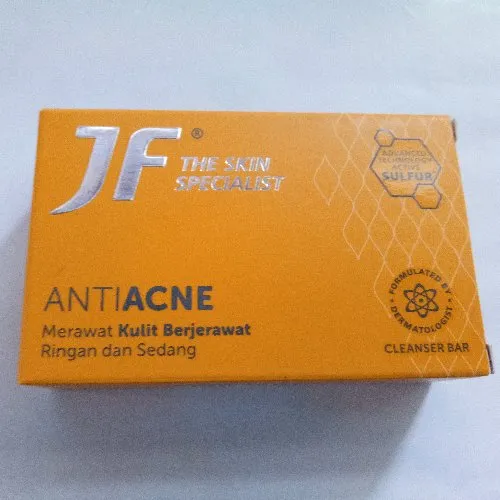 JF®
THE SKIN
SPECIALIST
ADVANCED
TECHNOLOGY
ACTIVE
SULFUR
ANTIACNE
Merawat Kulit Berjerawat
Ringan dan Sedang
FORMULATED BY
DERMATOLOGIST
CLEANSER BAR